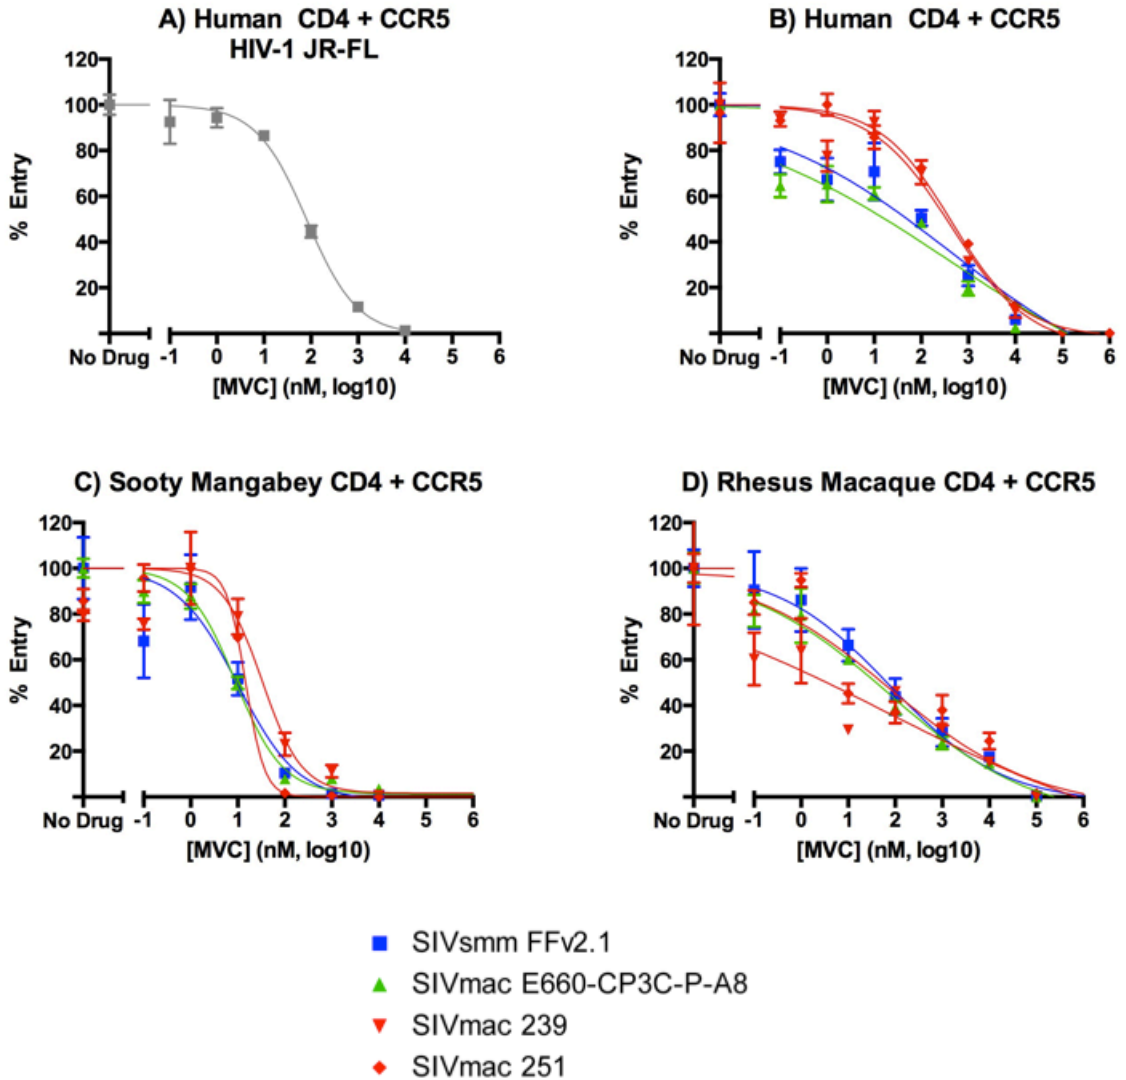 A) Human CD4 + CCR5
HIV-1 JR-FL
120
100
80
60
40
20
% Entry
No Drug -1 0 1 2 3 4 5 6
[MVC] (nM, log10)
B) Human CD4 + CCR5
120
100
80
60
40
20
% Entry
No Drug -1 0 1 2 3 4 5 6
[MVC] (nM, log10)
C) Sooty Mangabey CD4 + CCR5
120
100
80
60
40
20
% Entry
No Drug -1 0 1 2 3 4 5 6
[MVC] (nM, log10)
D) Rhesus Macaque CD4 + CCR5
120
100
80
60
40
20
% Entry
No Drug -1 0 1 2 3 4 5 6
[MVC] (nM, log10)
SIVsmm FFv2.1
SIVmac E660-CP3C-P-A8
SIVmac 239
SIVmac 251